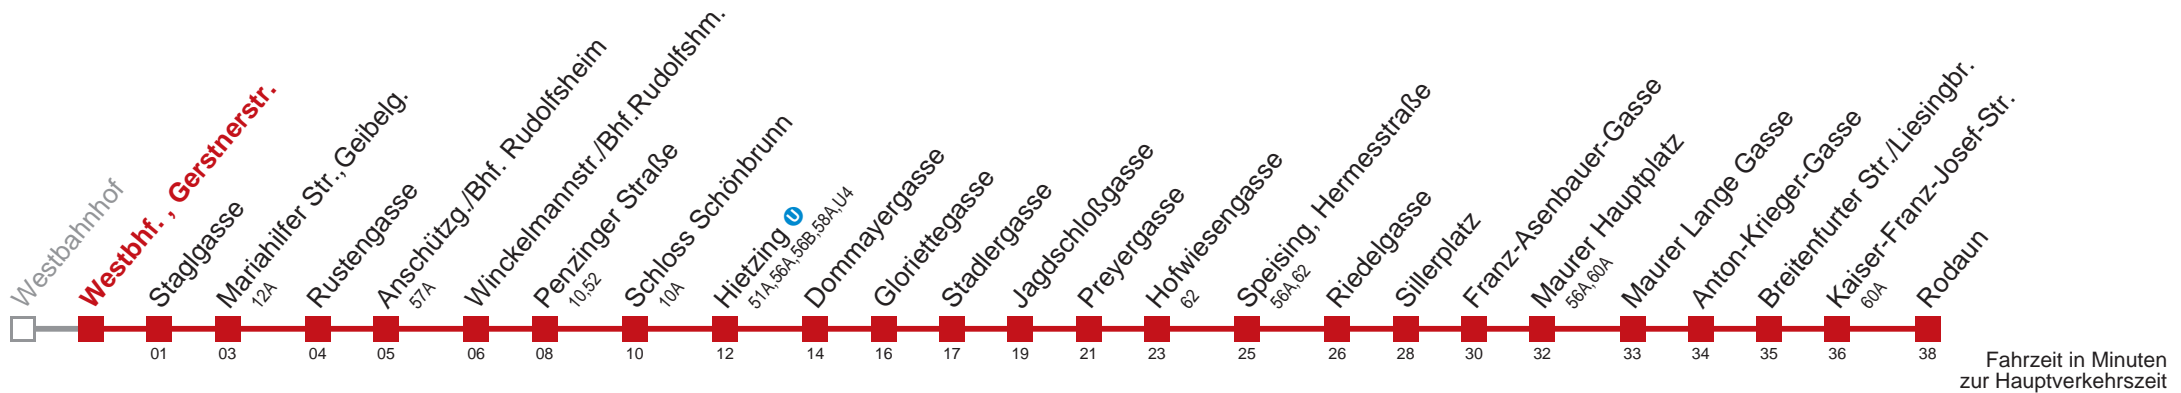 Westbahnhof
Westbhf. , Gerstnerstr.
Staglgasse
01
Mariahilfer Str., Geibelg.
12A
03
Rustengasse
04
Anschützg./Bhf. Rudolfsheim
57A
05
Winckelmannstr./Bhf.Rudolfshm.
06
Penzinger Straße
10,52
08
Schloss Schönbrunn
10A
10
Hietzing U
51A,56A,56B,58A,U4
12
Dommayergasse
14
Gloriettegasse
16
Stadlergasse
17
Jagdschloßgasse
19
Preyergasse
21
Hofwiesengasse
62
23
Speising, Hermesstraße
56A,62
25
Riedelgasse
26
Sillerplatz
28
Franz-Asenbauer-Gasse
30
Maurer Hauptplatz
56A,60A
32
Maurer Lange Gasse
33
Anton-Krieger-Gasse
34
Breitenfurter Str./Liesingbr.
35
Kaiser-Franz-Josef-Str.
60A
36
Rodaun
38
Fahrzeit in Minuten
zur Hauptverkehrszeit